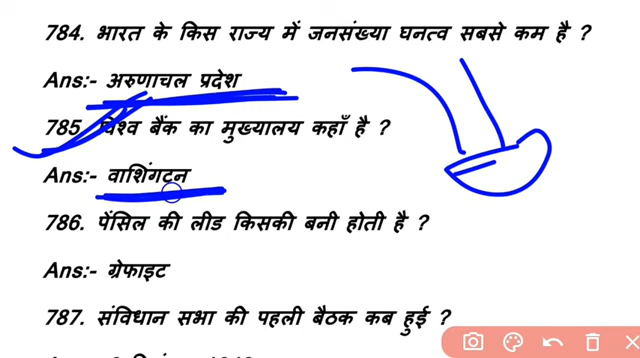 784. भारत के किस राज्य में जनसंख्या घनत्व सबसे कम है ?
Ans:- अरुणाचल प्रदेश
785 विश्व बैंक का मुख्यालय कहाँ है ?
Ans:- वाशिंगटन
786. पेंसिल की लीड किसकी बनी होती है ?
Ans:- ग्रेफाइट
787. संविधान सभा की पहली बैठक कब हुई ?